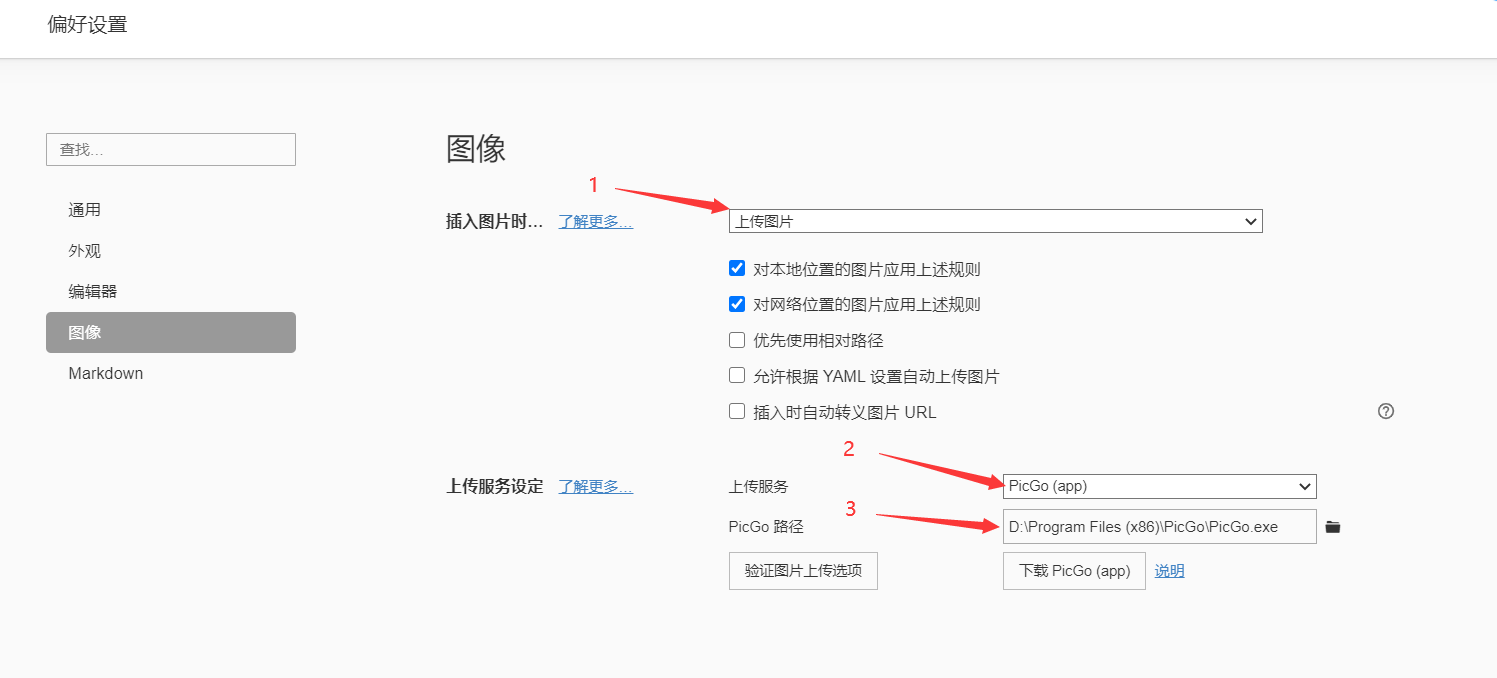 偏好设置
查找...
通用
外观
编辑器
图像
Markdown
图像
1
插入图片时... 了解更多... 上传图片
对本地位置的图片应用上述规则
对网络位置的图片应用上述规则
优先使用相对路径
允许根据 YAML 设置自动上传图片
插入时自动转义图片 URL
2
上传服务设定 了解更多... 上传服务 PicGo (app)
3
PicGo 路径 D:\Program Files (x86)\PicGo\PicGo.exe
验证图片上传选项 下载 PicGo (app) 说明